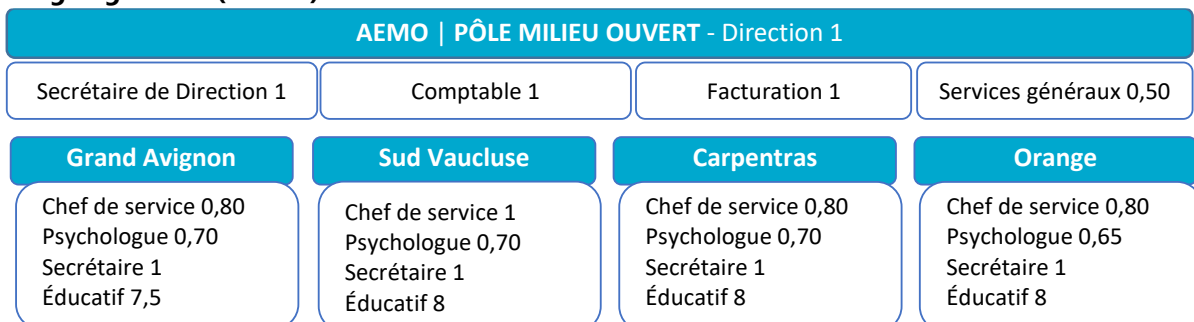 AEMO | PÔLE MILIEU OUVERT - Direction 1
Secrétaire de Direction 1
Comptable 1
Facturation 1
Services généraux 0,50
Grand Avignon
Chef de service 0,80
Psychologue 0,70
Secrétaire 1
Éducatif 7,5
Sud Vaucluse
Chef de service 1
Psychologue 0,70
Secrétaire 1
Éducatif 8
Carpentras
Chef de service 0,80
Psychologue 0,70
Secrétaire 1
Éducatif 8
Orange
Chef de service 0,80
Psychologue 0,65
Secrétaire 1
Éducatif 8